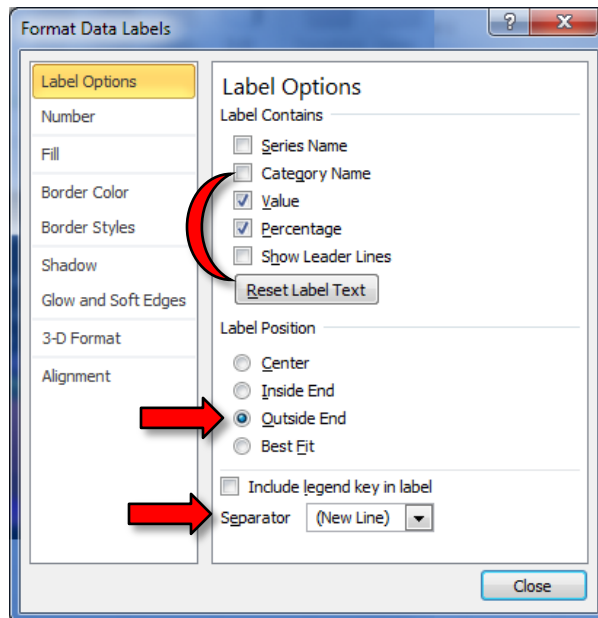 Format Data Labels
?
X
Label Options
Number
Fill
Border Color
Border Styles
Shadow
Glow and Soft Edges
3-D Format
Alignment
Label Options
Label Contains
Series Name
Category Name
Value
Percentage
Show Leader Lines
Reset Label Text
Label Position
Center
Inside End
Outside End
Best Fit
Include legend key in label
Separator (New Line)
Close